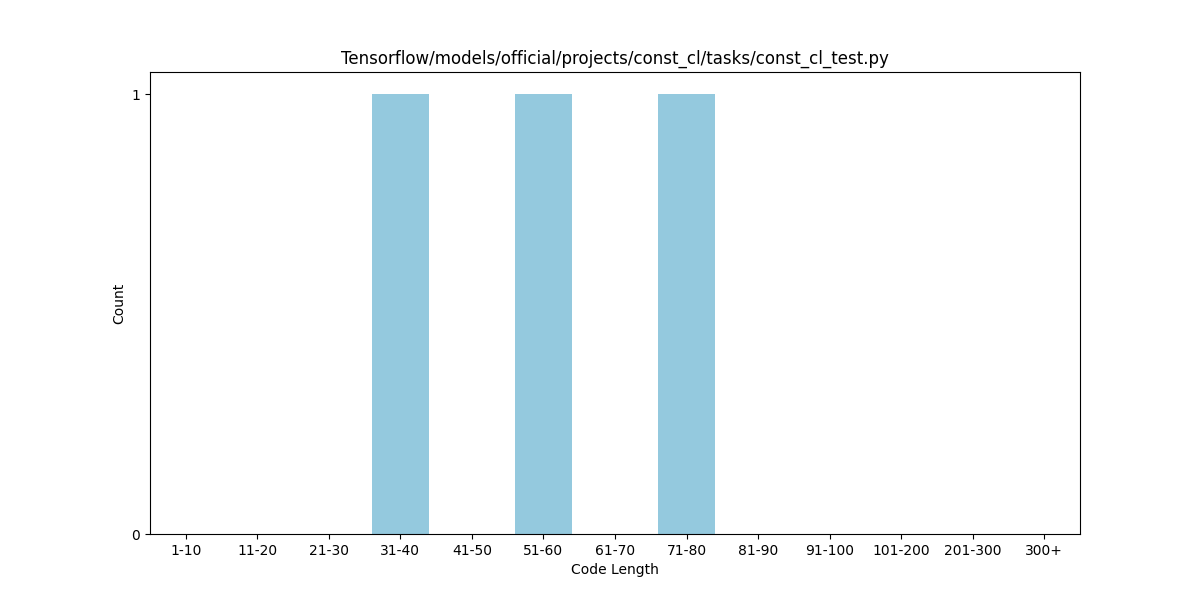 Tensorflow/models/official/projects/const_cl/tasks/const_cl_test.py
1
Count
0
1-10 11-20 21-30 31-40 41-50 51-60 61-70 71-80 81-90 91-100 101-200 201-300 300+
Code Length